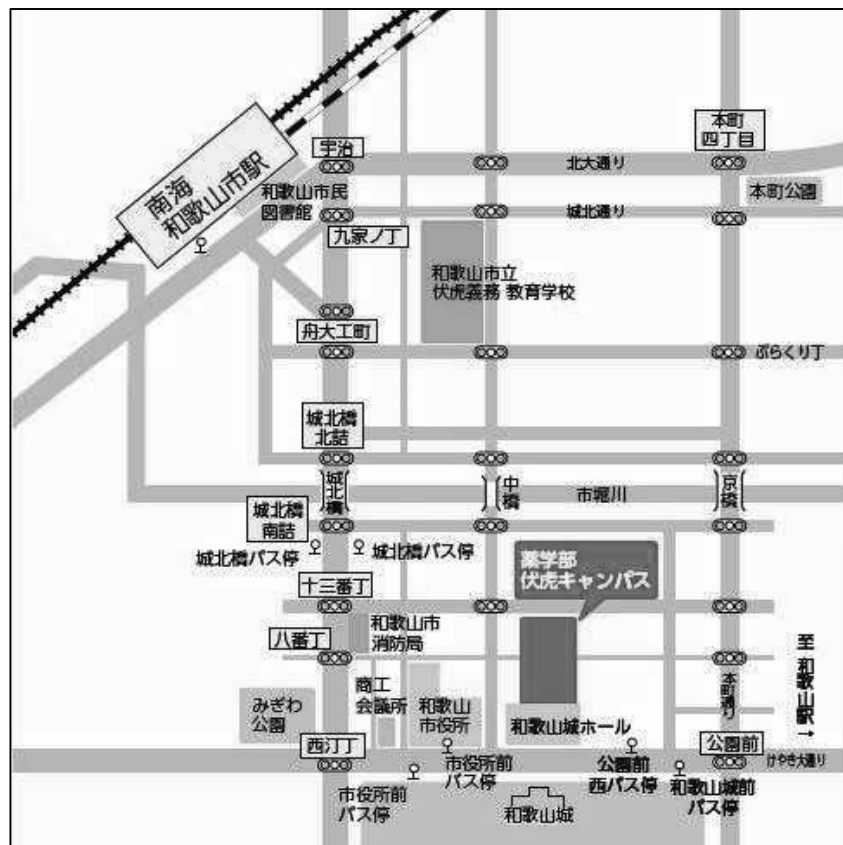 本町
四丁目
宇治
北大通り
南海
和歌山市駅
和歌山市民
図書館
本町公園
城北通り
九家ノ丁
和歌山市立
伏虎義務 教育学校
舟大工町
ぶらくり丁
城北橋
北詰
城北橋
中橋
京橋
市堀川
城北橋
南詰
城北橋バス停
城北橋バス停
薬学部
伏虎キャンパス
十三番丁
和歌山市
消防局
八番丁
至 和歌山駅→
本町通り
商工
会議所
みぎわ
公園
和歌山
市役所
和歌山城ホール
西汀丁
公園前
けやき大通り
市役所前
バス停
公園前
西バス停
市役所前
バス停
和歌山城前
バス停
和歌山城